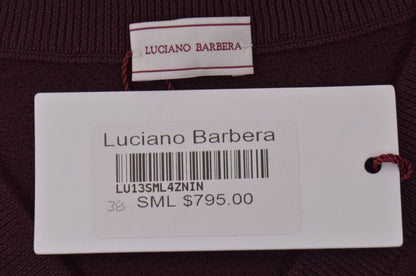 LUCIANO BARBERA
Luciano Barbera
LU13SML4ZNIN
38 SML $795.00